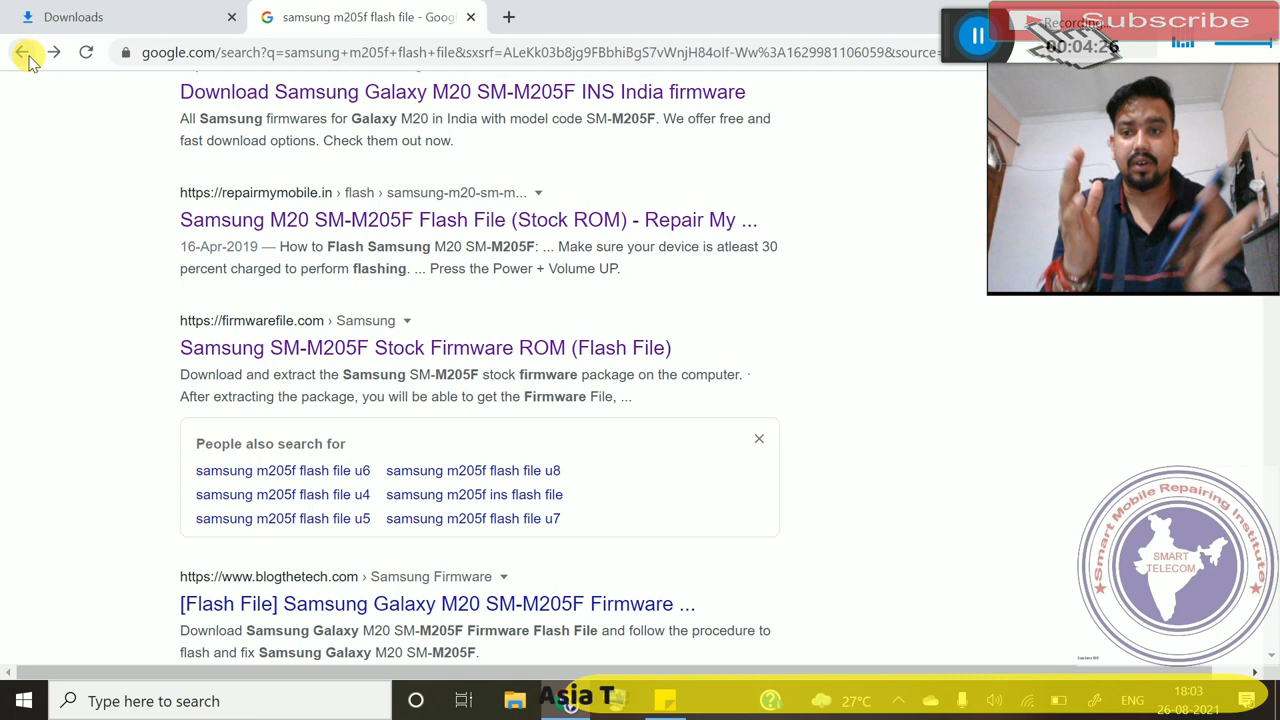 Downloads
samsung m205f flash file - Goog
Subscribe
Recording...
00:04:26
google.com/search?q=samsung+m205f+flash+file&sxsrf=ALeKk03b8jg9FBbhiBgS7vWnjH84olf-Ww%3A1629981106059&source=
Download Samsung Galaxy M20 SM-M205F INS India firmware
All Samsung firmwares for Galaxy M20 in India with model code SM-M205F. We offer free and
fast download options. Check them out now.
https://repairmymobile.in › flash › samsung-m20-sm-m...
Samsung M20 SM-M205F Flash File (Stock ROM) - Repair My ...
16-Apr-2019 — How to Flash Samsung M20 SM-M205F: ... Make sure your device is atleast 30
percent charged to perform flashing. ... Press the Power + Volume UP.
https://firmwarefile.com › Samsung
Samsung SM-M205F Stock Firmware ROM (Flash File)
Download and extract the Samsung SM-M205F stock firmware package on the computer. ·
After extracting the package, you will be able to get the Firmware File, ...
People also search for
samsung m205f flash file u6
samsung m205f flash file u8
samsung m205f flash file u4
samsung m205f ins flash file
samsung m205f flash file u5
samsung m205f flash file u7
https://www.blogthetech.com › Samsung Firmware
[Flash File] Samsung Galaxy M20 SM-M205F Firmware ...
Download Samsung Galaxy M20 SM-M205F Firmware Flash File and follow the procedure to
flash and fix Samsung Galaxy M20 SM-M205F.
Smart Mobile Repairing Institute
SMART
TELECOM
Type here to search
Asja T
27°C
ENG
18:03
26-08-2021